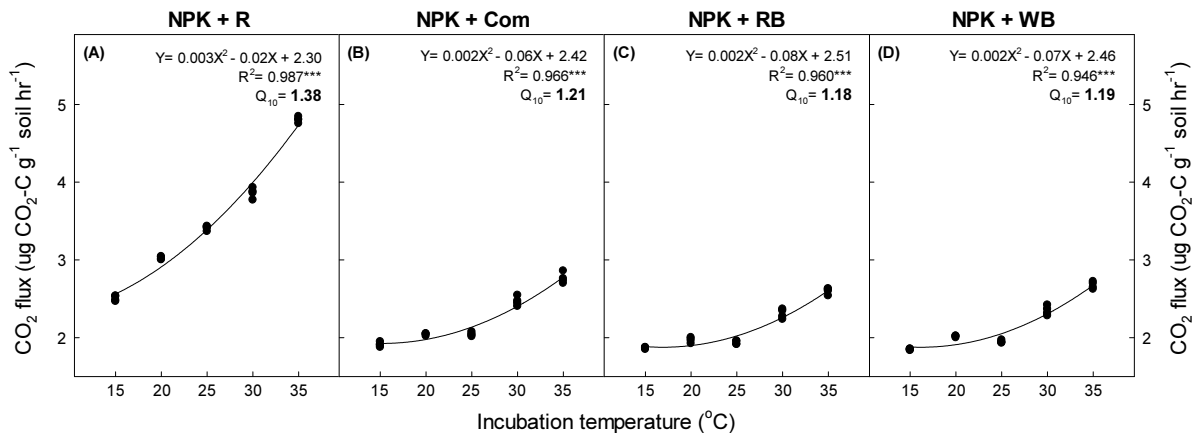 NPK + R
NPK + Com
NPK + RB
NPK + WB
(A)
Y= 0.003X² - 0.02X + 2.30
R²= 0.987***
Q₁₀= 1.38
(B)
Y= 0.002X² - 0.06X + 2.42
R²= 0.966***
Q₁₀= 1.21
(C)
Y= 0.002X² - 0.08X + 2.51
R²= 0.960***
Q₁₀= 1.18
(D)
Y= 0.002X² - 0.07X + 2.46
R²= 0.946***
Q₁₀= 1.19
CO₂ flux (ug CO₂-C g⁻¹ soil hr⁻¹)
5
4
3
2
5
4
3
2
CO₂ flux (ug CO₂-C g⁻¹ soil hr⁻¹)
15 20 25 30 35
15 20 25 30 35
15 20 25 30 35
15 20 25 30 35
Incubation temperature (°C)